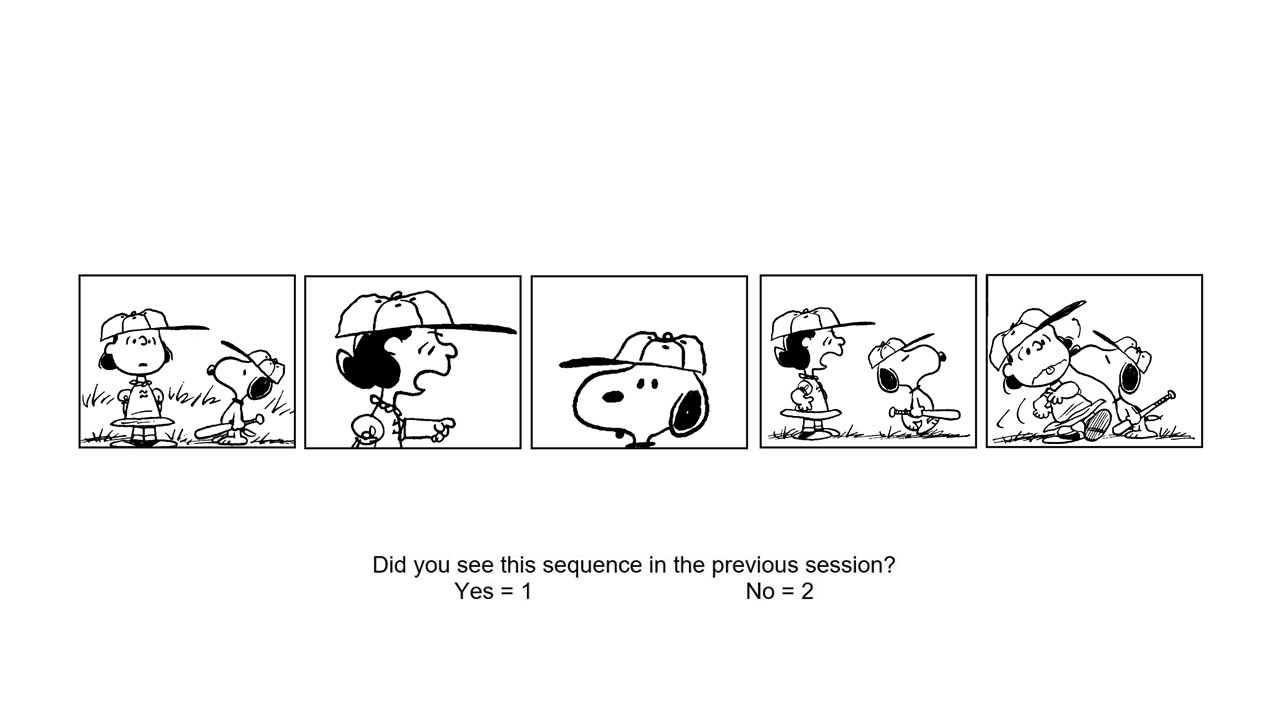 Did you see this sequence in the previous session?
Yes = 1 No = 2